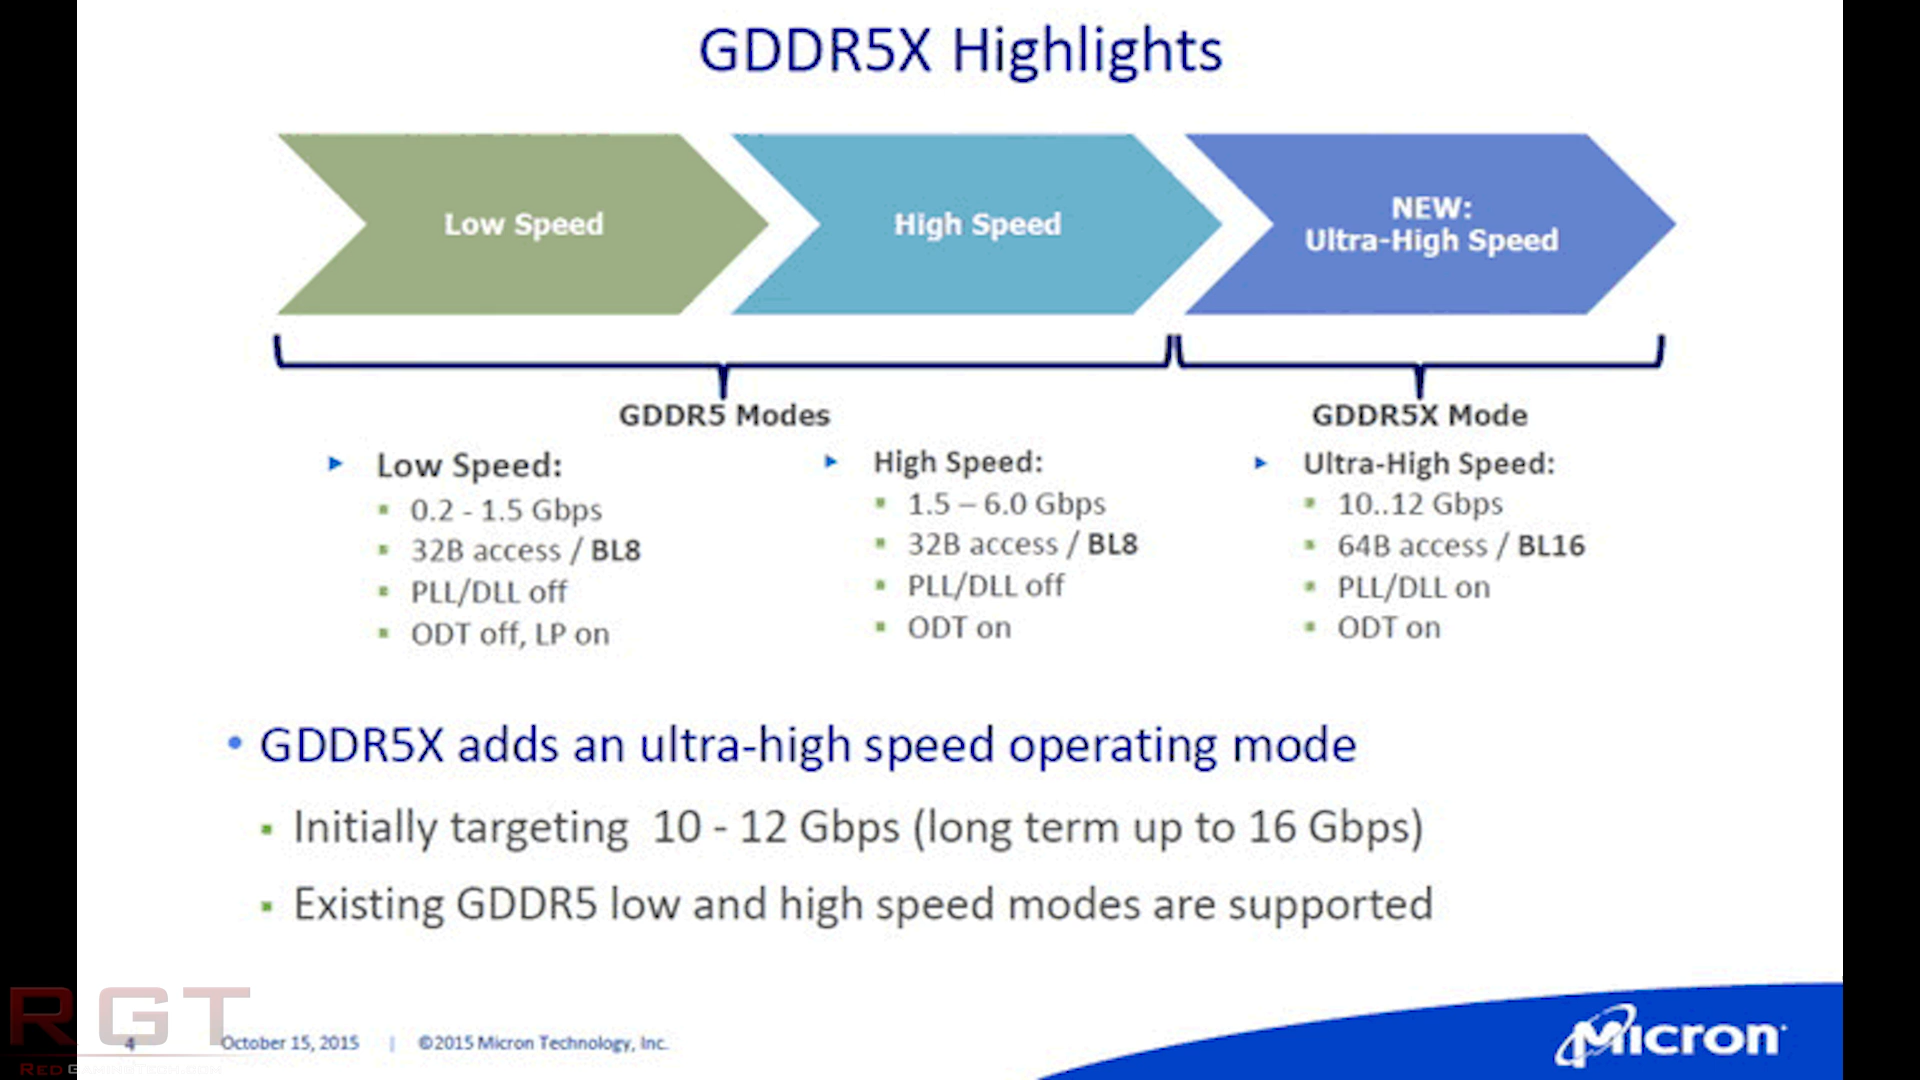 GDDR5X Highlights
Low Speed
High Speed
NEW:
Ultra-High Speed
GDDR5 Modes
GDDR5X Mode
Low Speed:
0.2 - 1.5 Gbps
32B access / BL8
PLL/DLL off
ODT off, LP on
High Speed:
1.5 – 6.0 Gbps
32B access / BL8
PLL/DLL off
ODT on
Ultra-High Speed:
10..12 Gbps
64B access / BL16
PLL/DLL on
ODT on
• GDDR5X adds an ultra-high speed operating mode
Initially targeting 10 - 12 Gbps (long term up to 16 Gbps)
Existing GDDR5 low and high speed modes are supported
RGT
4 October 15, 2015 | ©2015 Micron Technology, Inc.
Micron